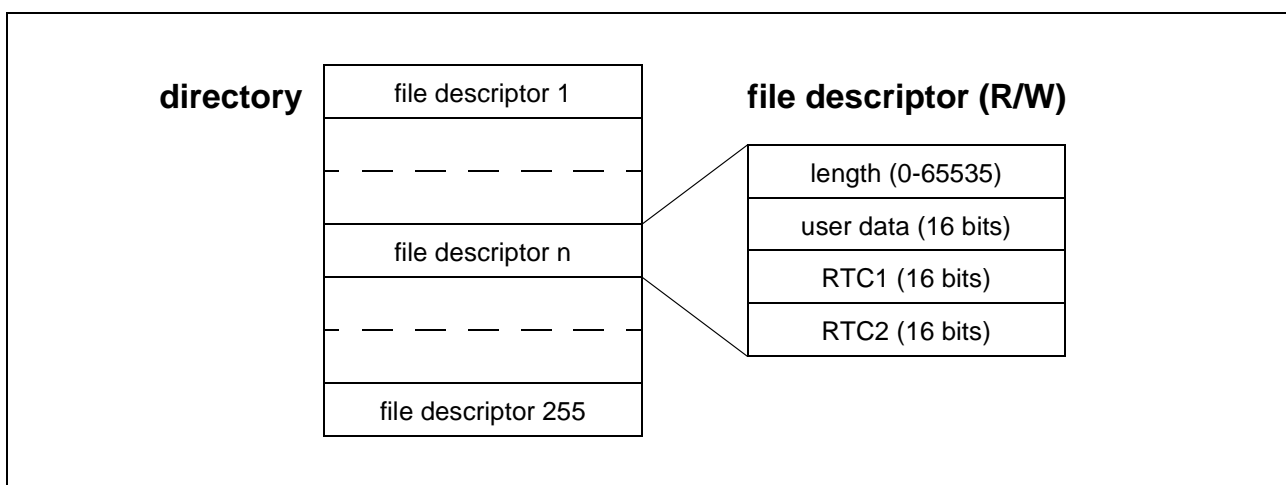 directory
file descriptor 1
file descriptor n
file descriptor 255
file descriptor (R/W)
length (0-65535)
user data (16 bits)
RTC1 (16 bits)
RTC2 (16 bits)